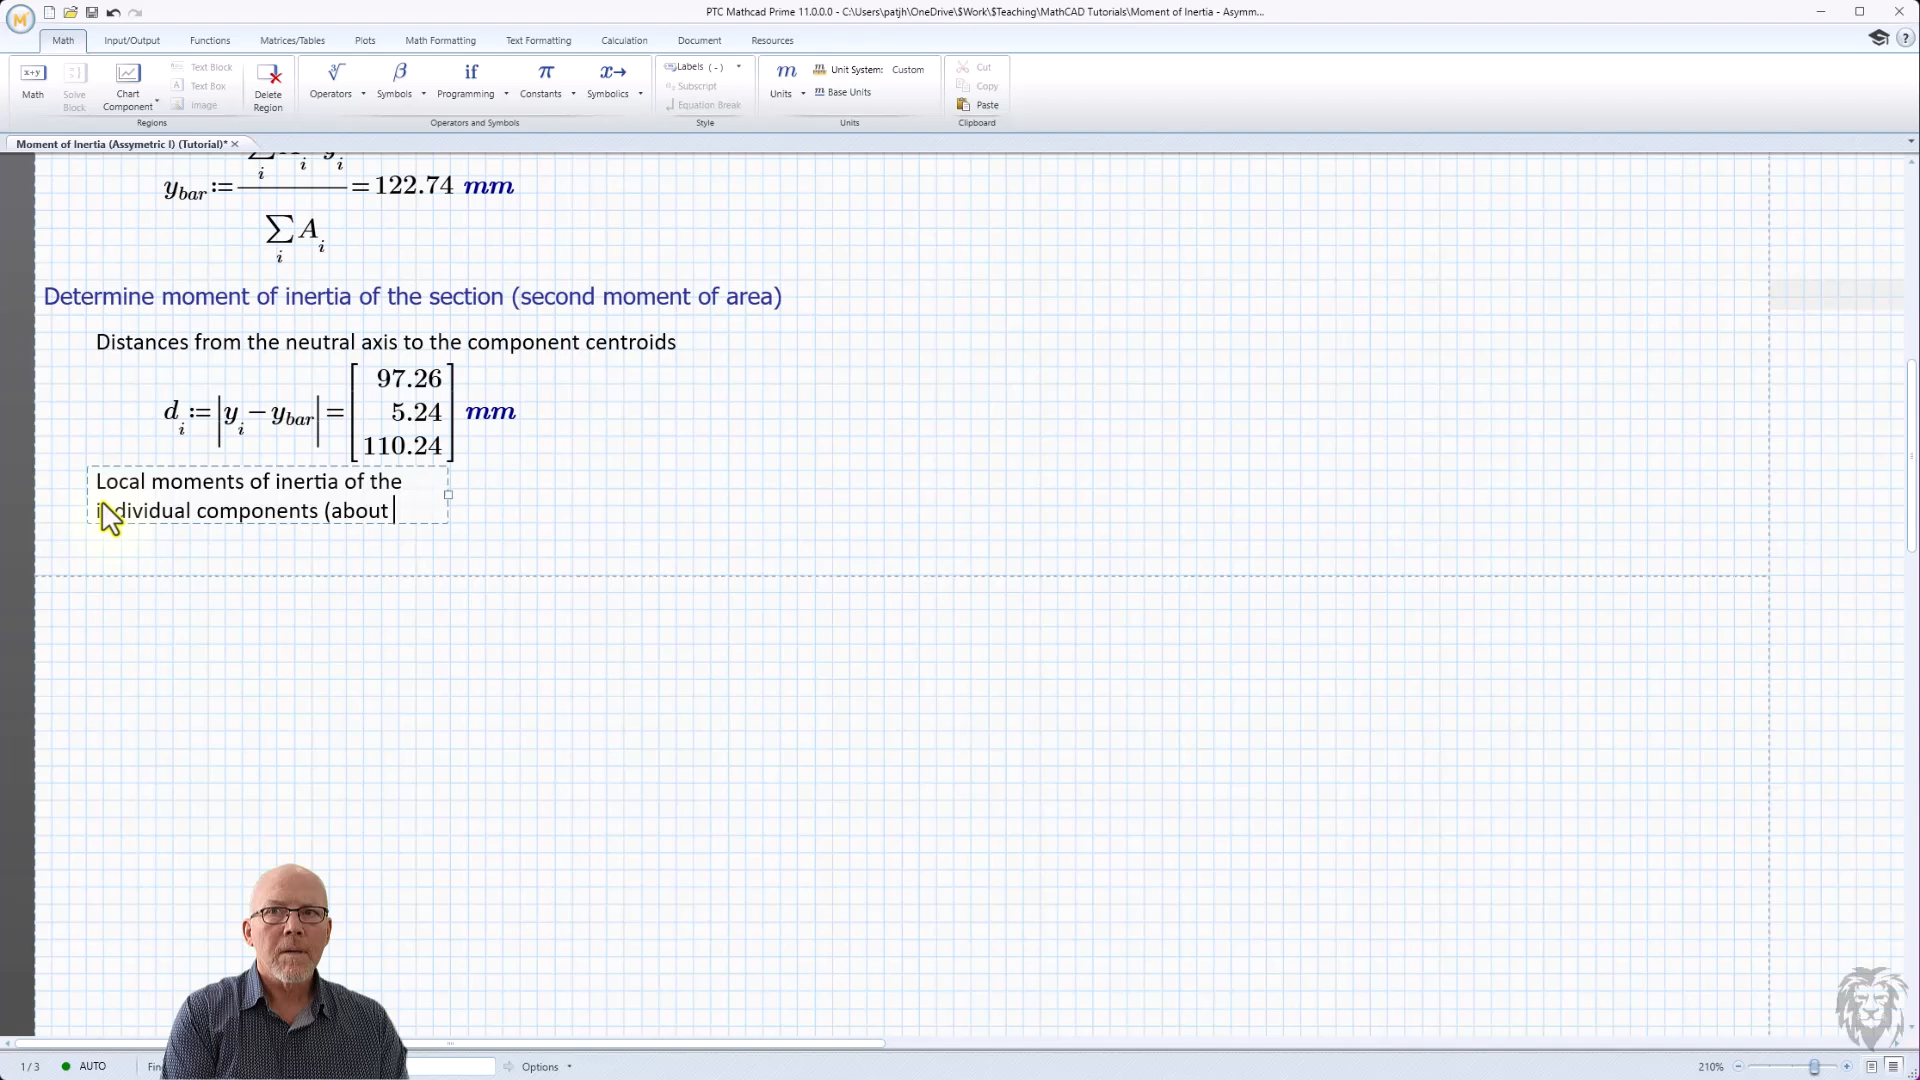 PTC Mathcad Prime 11.0.0.0 - C:\Users\patjh\OneDrive\$Work\$Teaching\MathCAD Tutorials\Moment of Inertia - Asymm...
Math Input/Output Functions Matrices/Tables Plots Math Formatting Text Formatting Calculation Document Resources
Math
Solve Block
Chart Component
Text Block
Text Box
Image
Delete Region
Operators
Symbols
Programming
Constants
Symbolics
Labels (-)
Subscript
Equation Break
Units
Unit System: Custom
Base Units
Cut
Copy
Paste
Regions Operators and Symbols Style Units Clipboard
Moment of Inertia (Assymetric I) (Tutorial)*
y_bar := = 122.74 mm
∑ A_i
i
Determine moment of inertia of the section (second moment of area)
Distances from the neutral axis to the component centroids
97.26
d_i := |y_i − y_bar| = 5.24 mm
110.24
Local moments of inertia of the
individual components (about
1 / 3 AUTO Options 210%